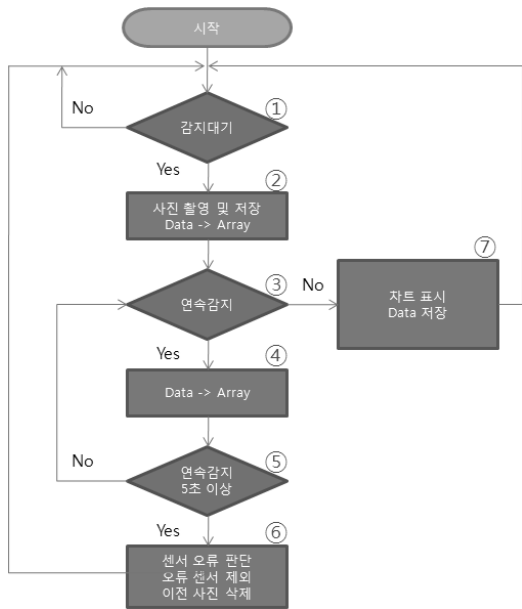 시작
No
①
감지대기
Yes
②
사진 촬영 및 저장
Data -> Array
③
연속감지
No
⑦
차트 표시
Data 저장
Yes
④
Data -> Array
No
⑤
연속감지
5초 이상
Yes
⑥
센서 오류 판단
오류 센서 제외
이전 사진 삭제